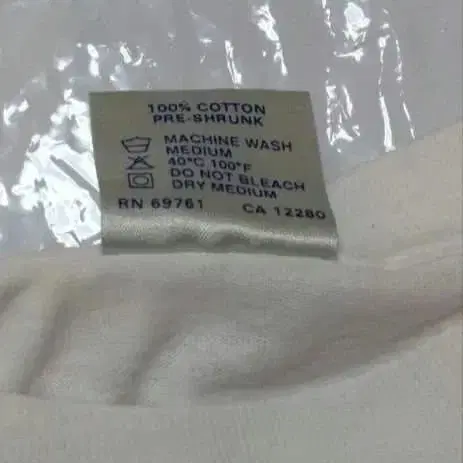 100% COTTON
PRE-SHRUNK
MACHINE WASH
MEDIUM
40°C 100°F
DO NOT BLEACH
DRY MEDIUM
RN 69761 CA 12280